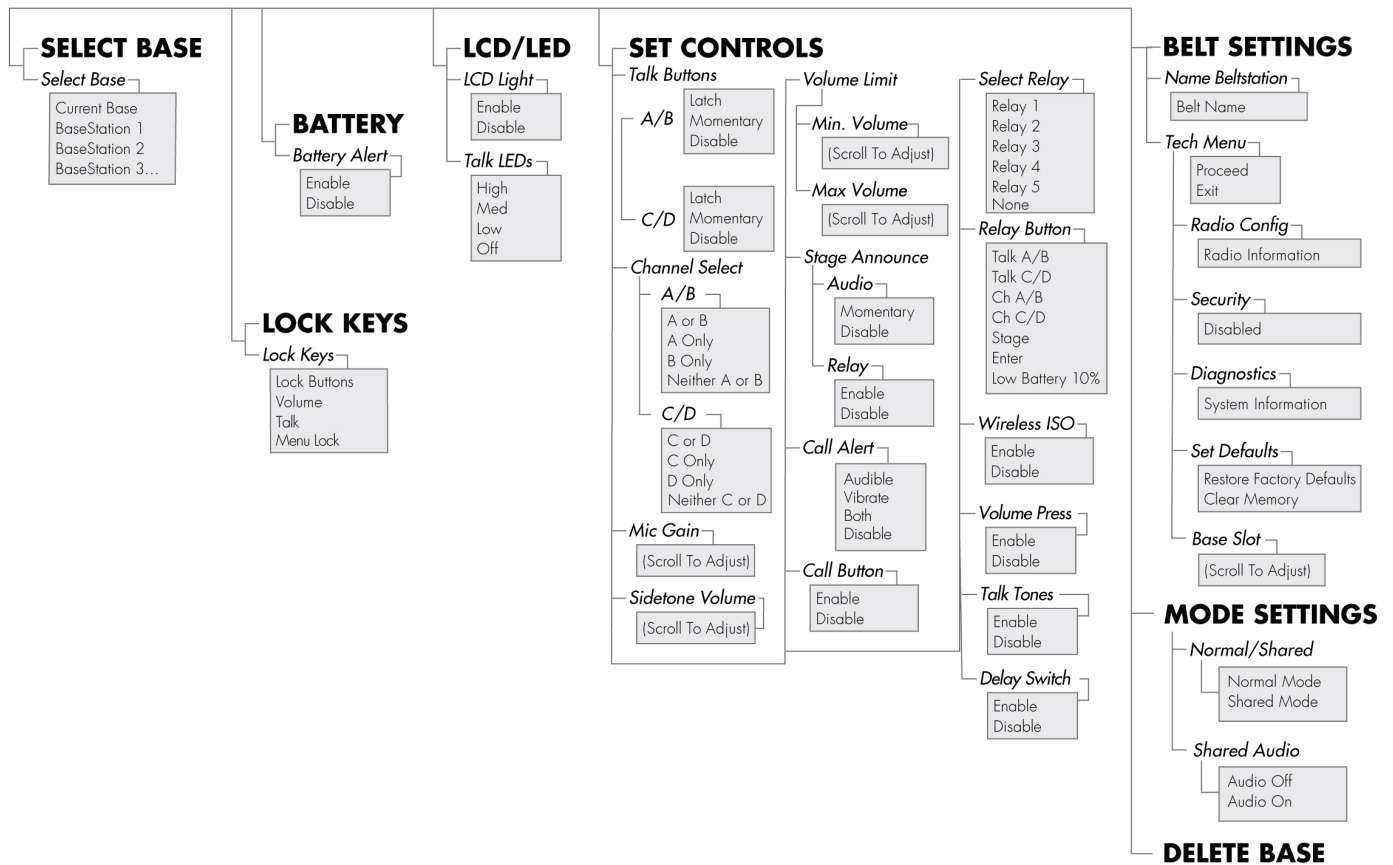 SELECT BASE
Select Base
Current Base
BaseStation 1
BaseStation 2
BaseStation 3...
BATTERY
Battery Alert
Enable
Disable
LOCK KEYS
Lock Keys
Lock Buttons
Volume
Talk
Menu Lock
LCD/LED
LCD Light
Enable
Disable
Talk LEDs
High
Med
Low
Off
SET CONTROLS
Talk Buttons
A/B
Latch
Momentary
Disable
C/D
Latch
Momentary
Disable
Channel Select
A/B
A or B
A Only
B Only
Neither A or B
C/D
C or D
C Only
D Only
Neither C or D
Mic Gain
(Scroll To Adjust)
Sidetone Volume
(Scroll To Adjust)
Volume Limit
Min. Volume
(Scroll To Adjust)
Max Volume
(Scroll To Adjust)
Stage Announce
Audio
Momentary
Disable
Relay
Enable
Disable
Call Alert
Audible
Vibrate
Both
Disable
Call Button
Enable
Disable
Select Relay
Relay 1
Relay 2
Relay 3
Relay 4
Relay 5
None
Relay Button
Talk A/B
Talk C/D
Ch A/B
Ch C/D
Stage
Enter
Low Battery 10%
Wireless ISO
Enable
Disable
Volume Press
Enable
Disable
Talk Tones
Enable
Disable
Delay Switch
Enable
Disable
BELT SETTINGS
Name Beltstation
Belt Name
Tech Menu
Proceed
Exit
Radio Config
Radio Information
Security
Disabled
Diagnostics
System Information
Set Defaults
Restore Factory Defaults
Clear Memory
Base Slot
(Scroll To Adjust)
MODE SETTINGS
Normal/Shared
Normal Mode
Shared Mode
Shared Audio
Audio Off
Audio On
DELETE BASE